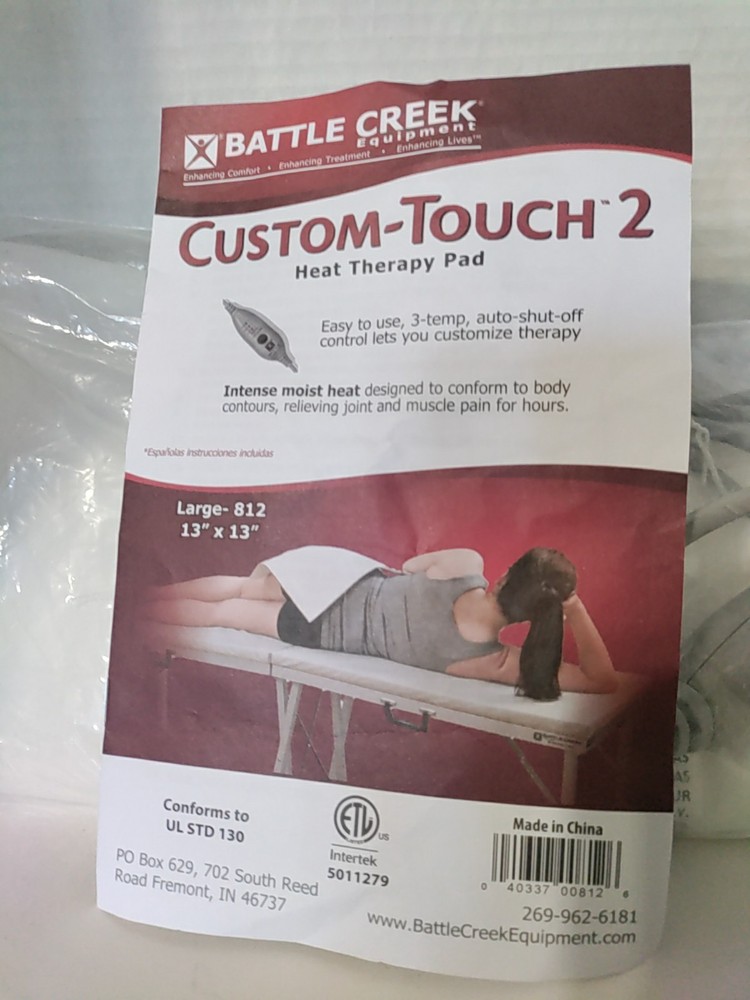 BATTLE CREEK®
Equipment
Enhancing Comfort • Enhancing Treatment • Enhancing Lives™
CUSTOM-TOUCH™ 2
Heat Therapy Pad
Easy to use, 3-temp, auto-shut-off
control lets you customize therapy
Intense moist heat designed to conform to body
contours, relieving joint and muscle pain for hours.
*Españolas instrucciones incluidas
Large- 812
13" x 13"
Conforms to
UL STD 130
ETL US
Intertek
5011279
Made in China
0 40337 00812 6
PO Box 629, 702 South Reed
Road Fremont, IN 46737
269-962-6181
www.BattleCreekEquipment.com